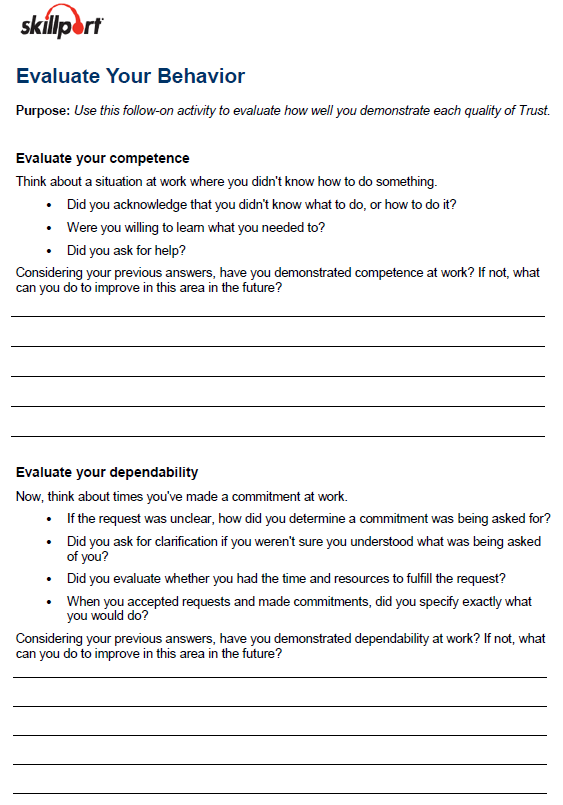 skillport
Evaluate Your Behavior
Purpose: Use this follow-on activity to evaluate how well you demonstrate each quality of Trust.
Evaluate your competence
Think about a situation at work where you didn't know how to do something.
• Did you acknowledge that you didn't know what to do, or how to do it?
• Were you willing to learn what you needed to?
• Did you ask for help?
Considering your previous answers, have you demonstrated competence at work? If not, what
can you do to improve in this area in the future?
Evaluate your dependability
Now, think about times you've made a commitment at work.
• If the request was unclear, how did you determine a commitment was being asked for?
• Did you ask for clarification if you weren't sure you understood what was being asked
of you?
• Did you evaluate whether you had the time and resources to fulfill the request?
• When you accepted requests and made commitments, did you specify exactly what
you would do?
Considering your previous answers, have you demonstrated dependability at work? If not, what
can you do to improve in this area in the future?